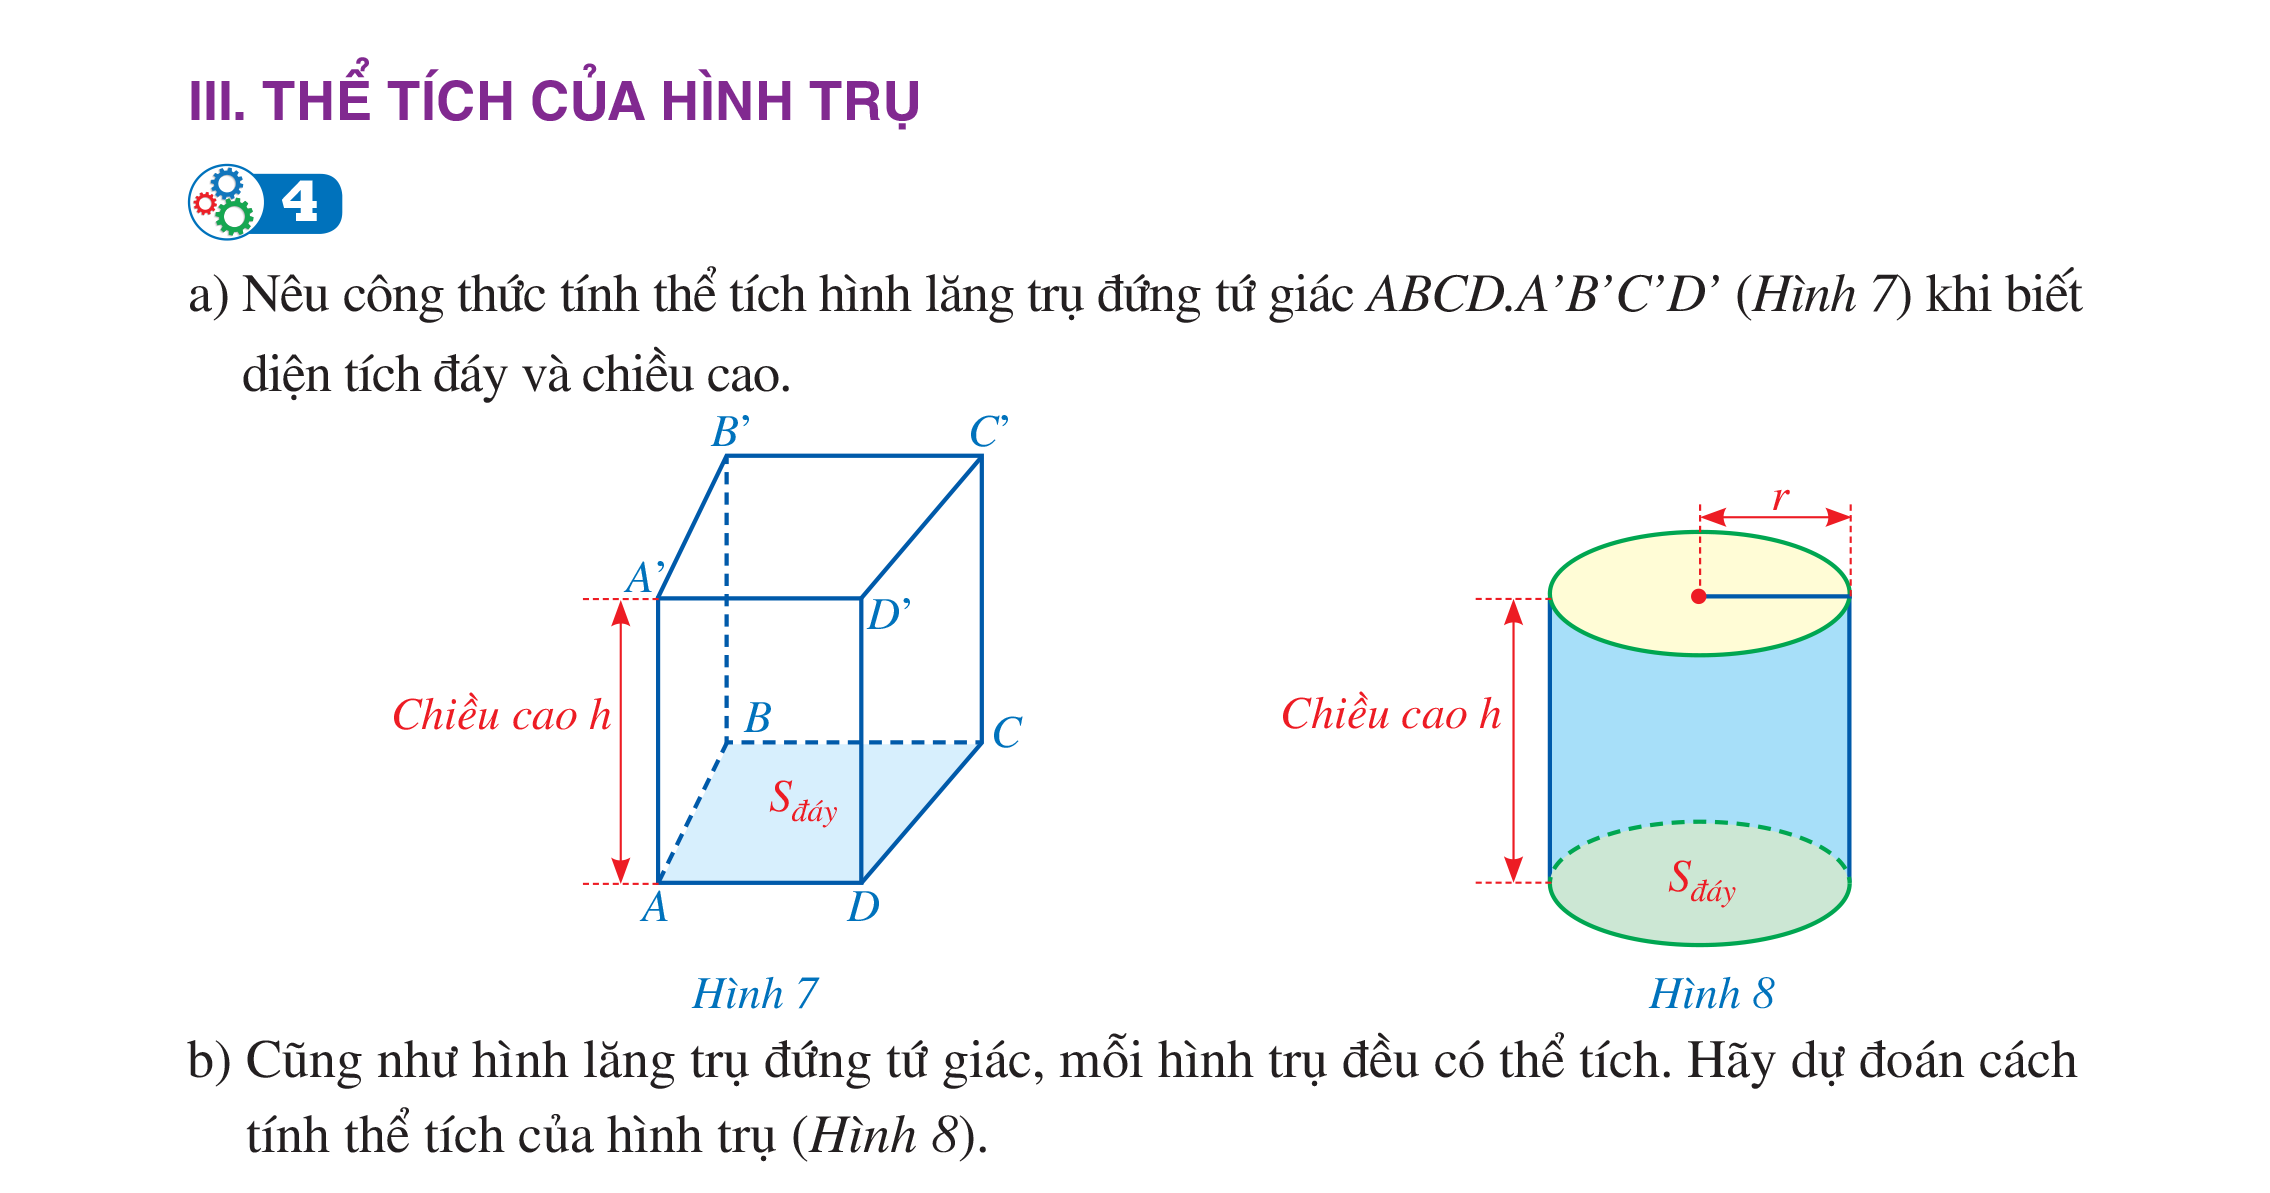 III. THỂ TÍCH CỦA HÌNH TRỤ
4
a) Nêu công thức tính thể tích hình lăng trụ đứng tứ giác ABCD.A’B’C’D’ (Hình 7) khi biết
diện tích đáy và chiều cao.
B’ C’
r
A’
D’
Chiều cao h
B
C
Chiều cao h
Sđáy
Sđáy
A D
Hình 7
Hình 8
b) Cũng như hình lăng trụ đứng tứ giác, mỗi hình trụ đều có thể tích. Hãy dự đoán cách
tính thể tích của hình trụ (Hình 8).